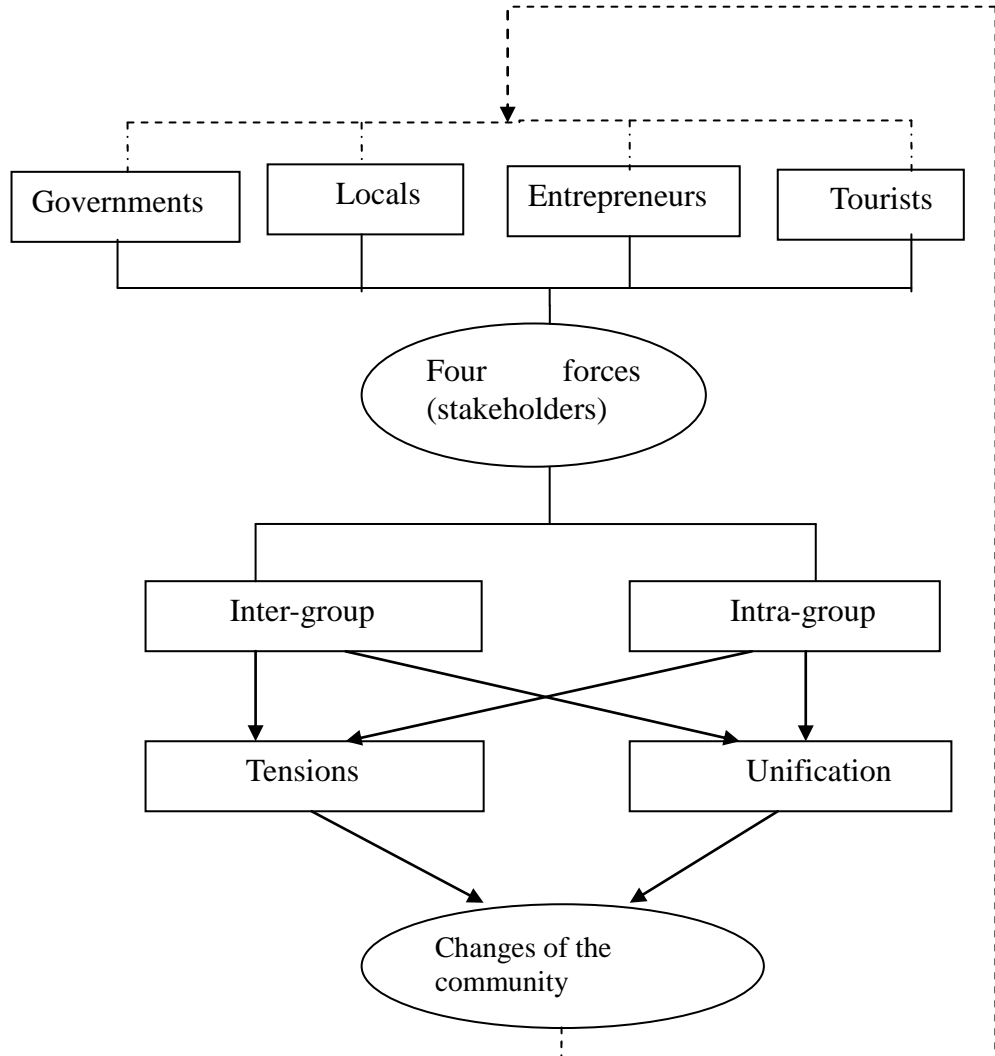 Governments
Locals
Entrepreneurs
Tourists
Four forces
(stakeholders)
Inter-group
Intra-group
Tensions
Unification
Changes of the
community